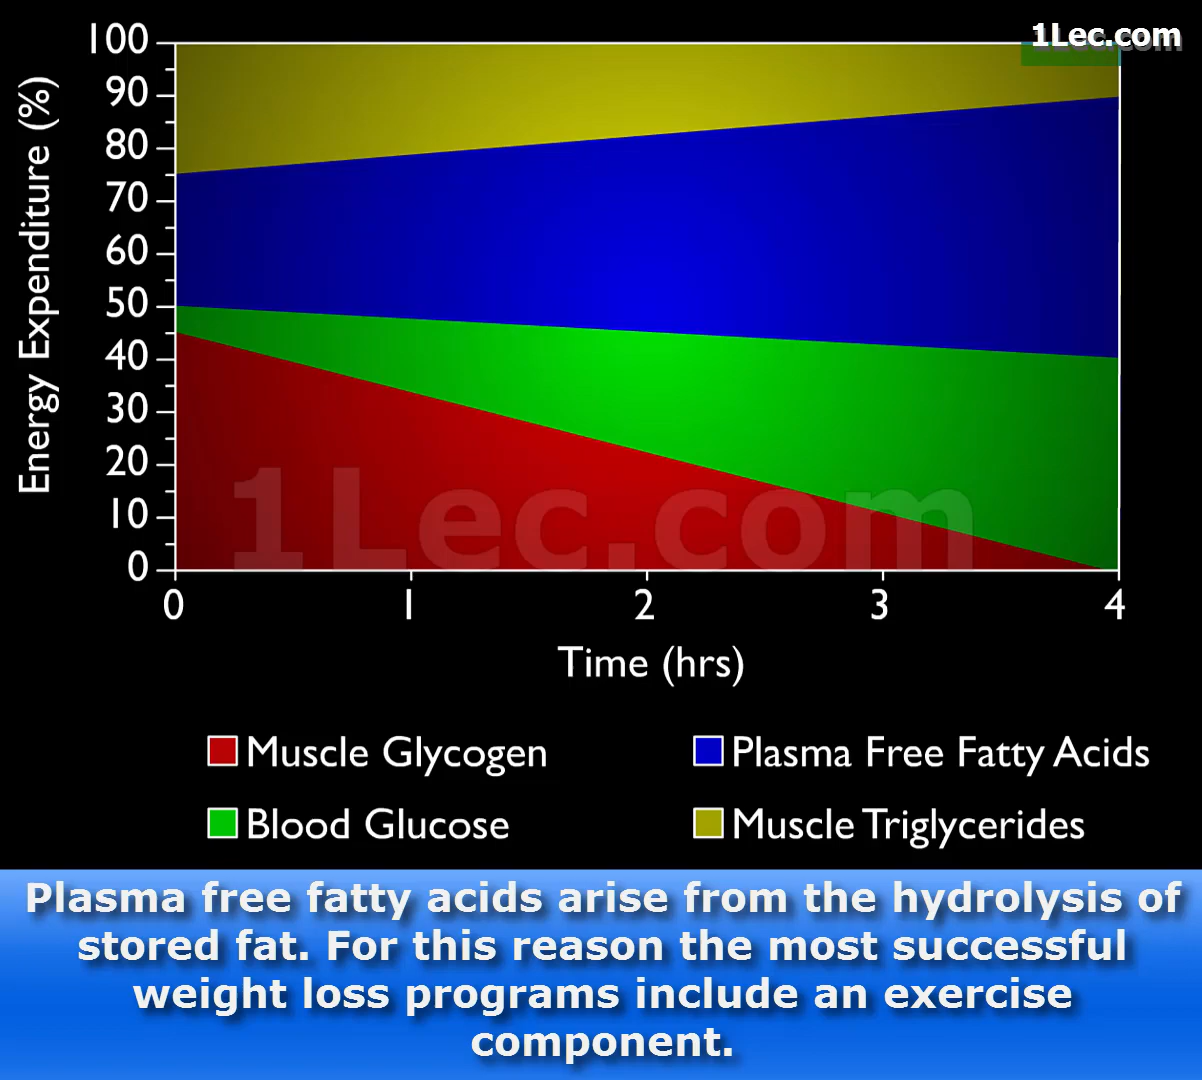 1Lec.com
Energy Expenditure (%)
100
90
80
70
60
50
40
30
20
10
0
1Lec.com
0 1 2 3 4
Time (hrs)
Muscle Glycogen
Plasma Free Fatty Acids
Blood Glucose
Muscle Triglycerides
Plasma free fatty acids arise from the hydrolysis of
stored fat. For this reason the most successful
weight loss programs include an exercise
component.